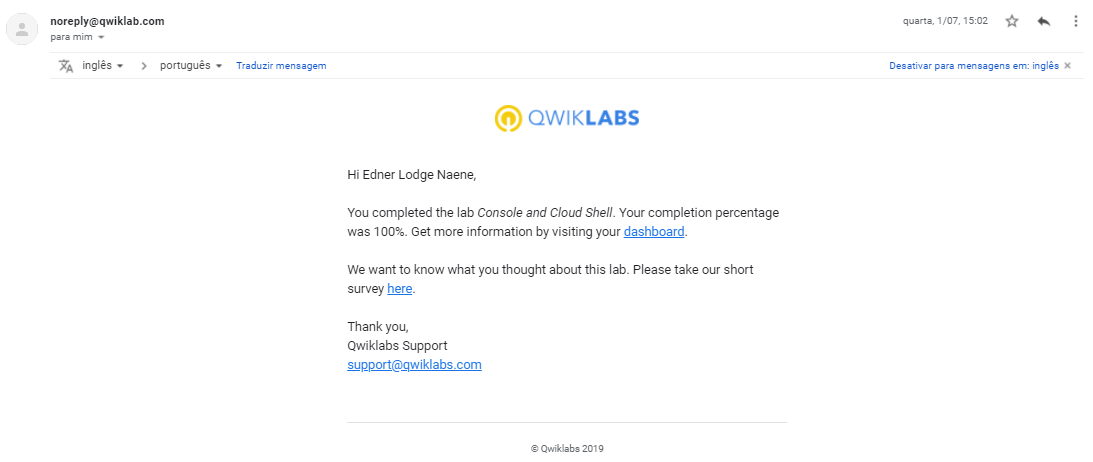 noreply@qwiklab.com
quarta, 1/07, 15:02
para mim
inglês
português
Traduzir mensagem
Desativar para mensagens em: inglês
QWIKLABS
Hi Edner Lodge Naene,
You completed the lab Console and Cloud Shell. Your completion percentage
was 100%. Get more information by visiting your dashboard.
We want to know what you thought about this lab. Please take our short
survey here.
Thank you,
Qwiklabs Support
support@qwiklabs.com
© Qwiklabs 2019